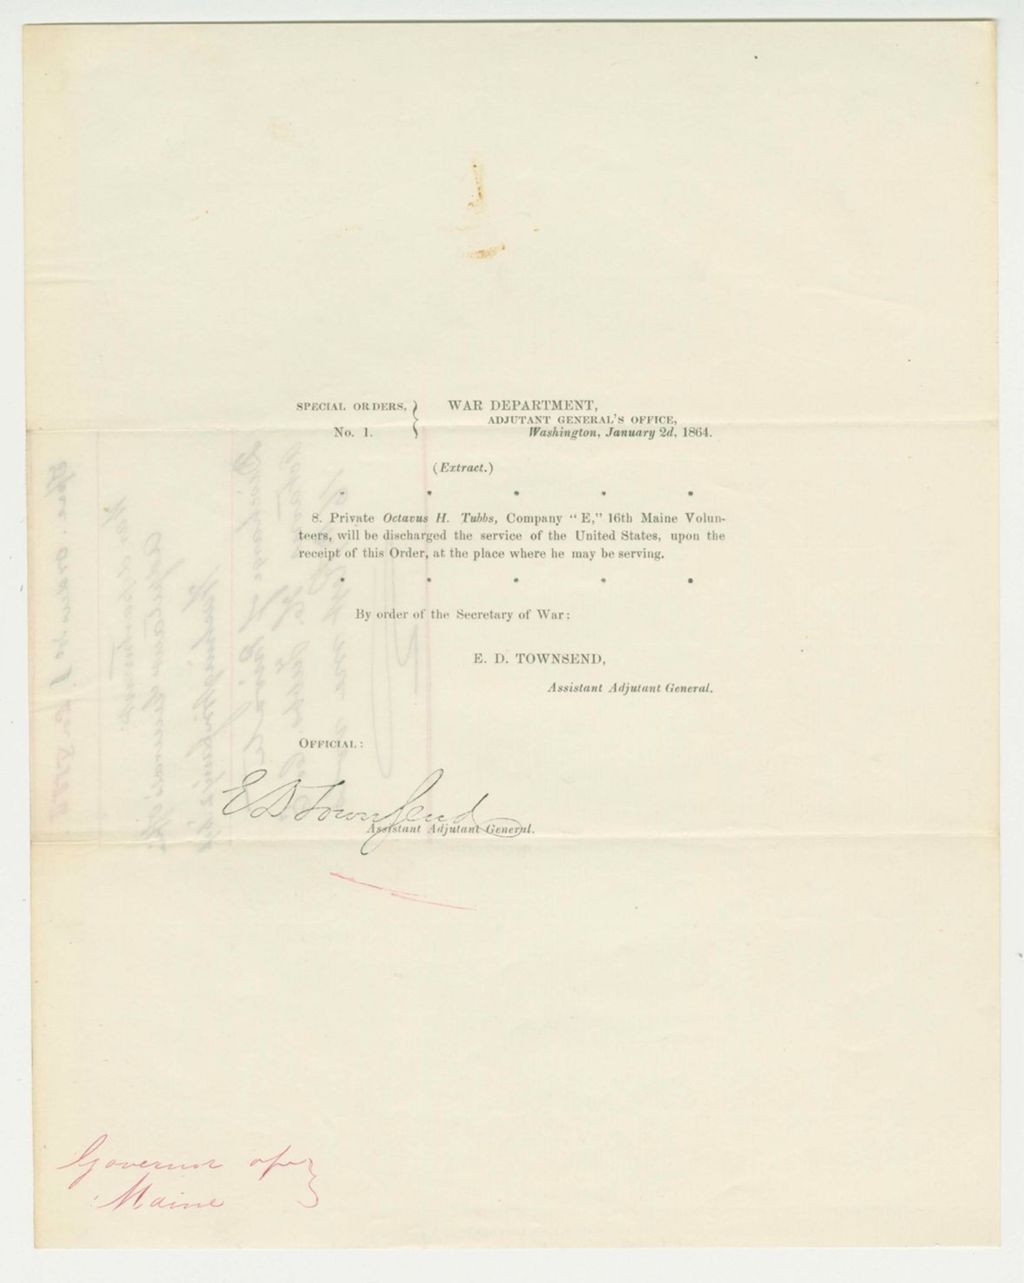 SPECIAL ORDERS, } WAR DEPARTMENT,
ADJUTANT GENERAL'S OFFICE,
No. 1. Washington, January 2d, 1864.
(Extract.)
* * * * *
8. Private Octavus H. Tubbs, Company "E," 16th Maine Volun-
teers, will be discharged the service of the United States, upon the
receipt of this Order, at the place where he may be serving.
* * * * *
By order of the Secretary of War:
E. D. TOWNSEND,
Assistant Adjutant General.
OFFICIAL:
E D Townsend
Assistant Adjutant General.
Governor of }
Maine